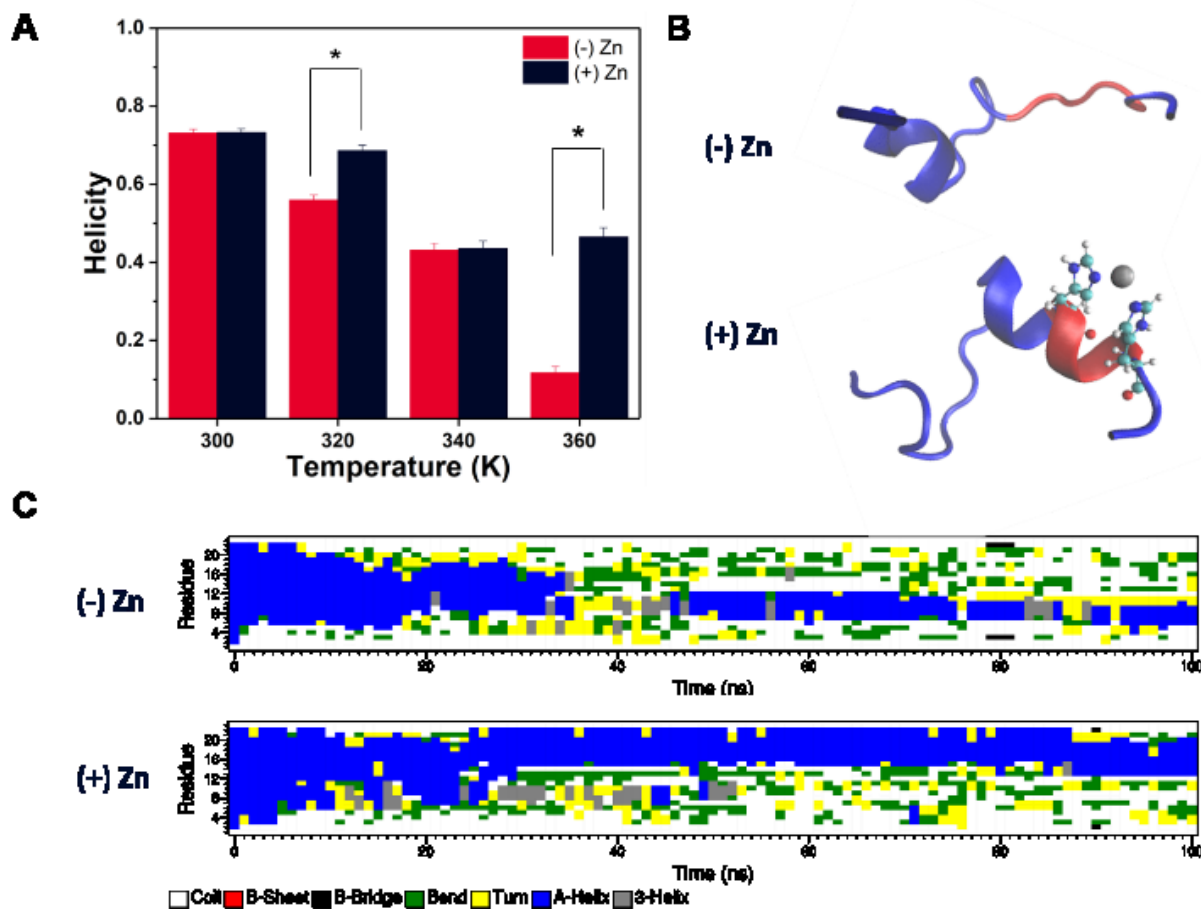 A
B
1.0
0.8
0.6
0.4
0.2
0.0
Helicity
(-) Zn
(+) Zn
*
*
300 320 340 360
Temperature (K)
(-) Zn
(+) Zn
C
(-) Zn
Residue
20
16
12
8
4
0 20 40 60 80 100
Time (ns)
(+) Zn
Residue
20
16
12
8
4
0 20 40 60 80 100
Time (ns)
Coil B-Sheet B-Bridge Bend Turn A-Helix 3-Helix